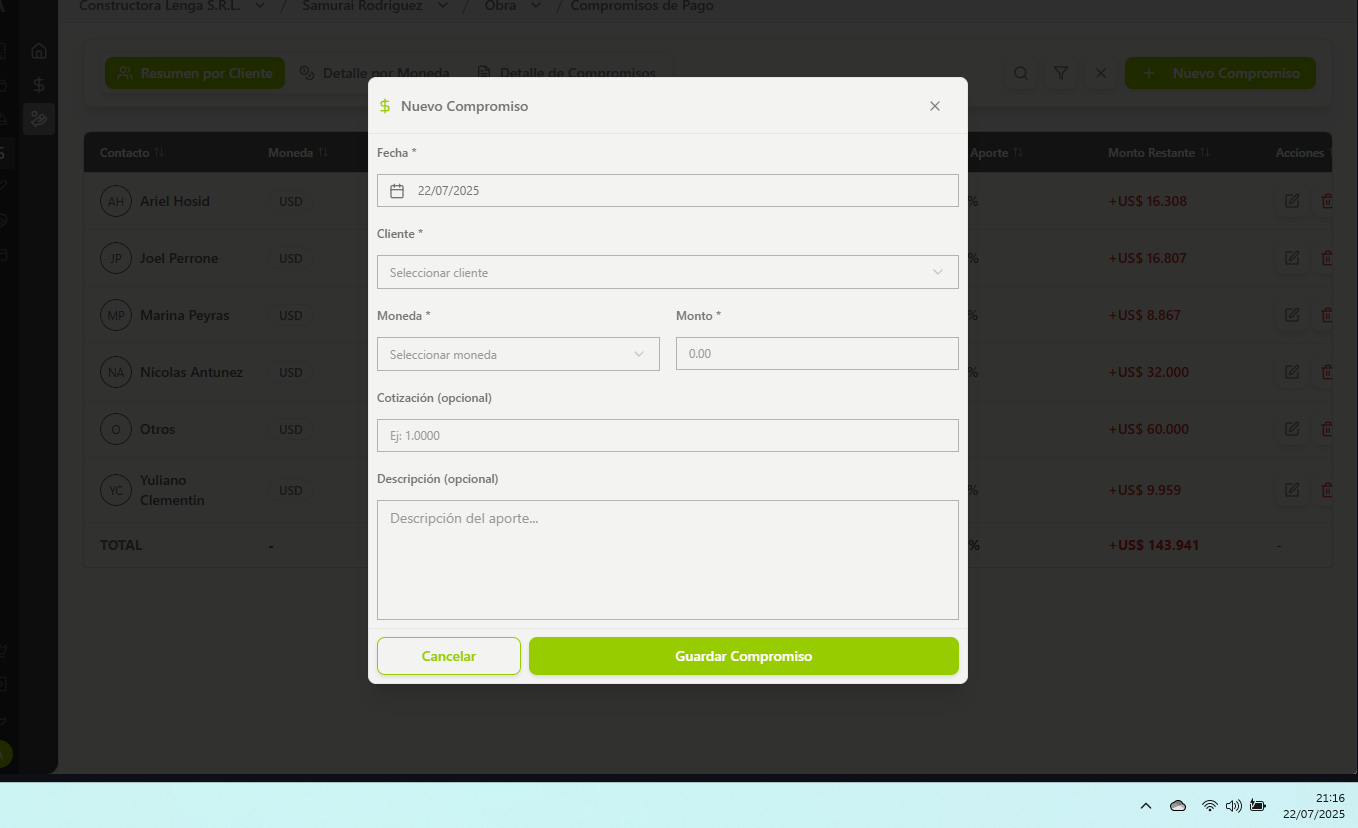 Constructora Lenga S.R.L. / Samurai Rodriguez / Obra / Compromisos de Pago
Resumen por Cliente Detalle por Moneda Detalle de Compromisos + Nuevo Compromiso
Nuevo Compromiso
Contacto Moneda Aporte Monto Restante Acciones
Fecha *
22/07/2025
AH Ariel Hosid USD % +US$ 16.308
Cliente *
Seleccionar cliente
JP Joel Perrone USD % +US$ 16.807
Moneda * Monto *
MP Marina Peyras USD % +US$ 8.867
Seleccionar moneda 0.00
NA Nicolas Antunez USD % +US$ 32.000
Cotización (opcional)
Ej: 1.0000
O Otros USD +US$ 60.000
Descripción (opcional)
YC Yuliano
Clementin USD % +US$ 9.959
Descripción del aporte...
TOTAL - % +US$ 143.941 -
Cancelar Guardar Compromiso
21:16
22/07/2025